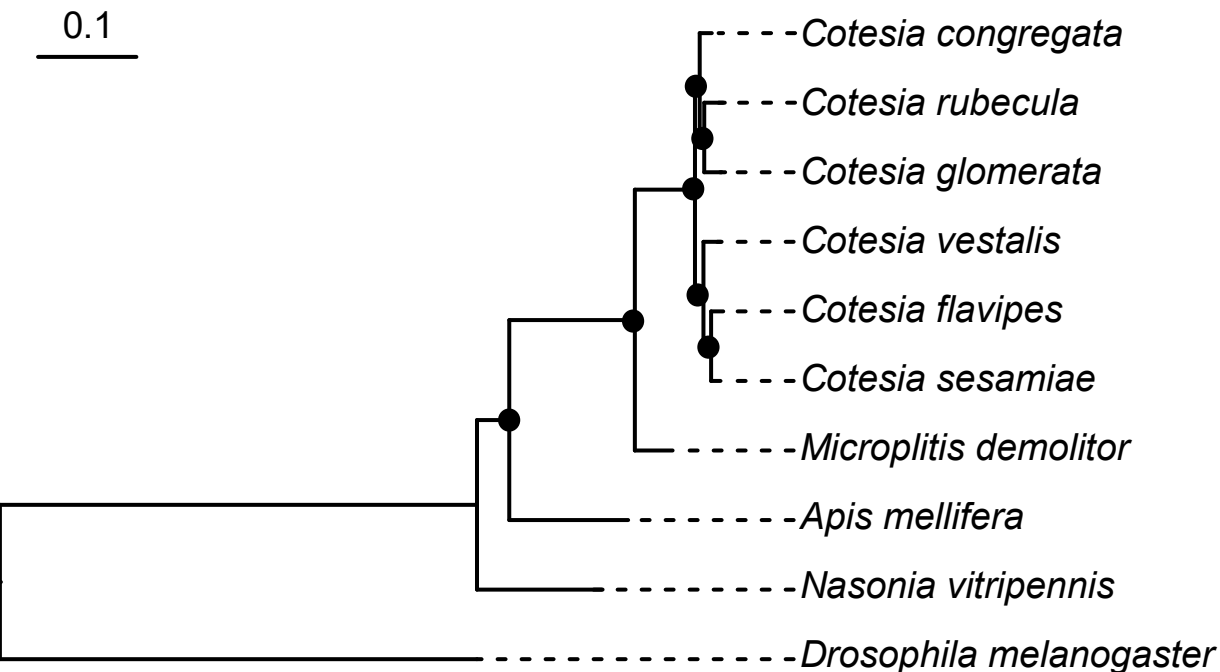 0.1
Cotesia congregata
Cotesia rubecula
Cotesia glomerata
Cotesia vestalis
Cotesia flavipes
Cotesia sesamiae
Microplitis demolitor
Apis mellifera
Nasonia vitripennis
Drosophila melanogaster